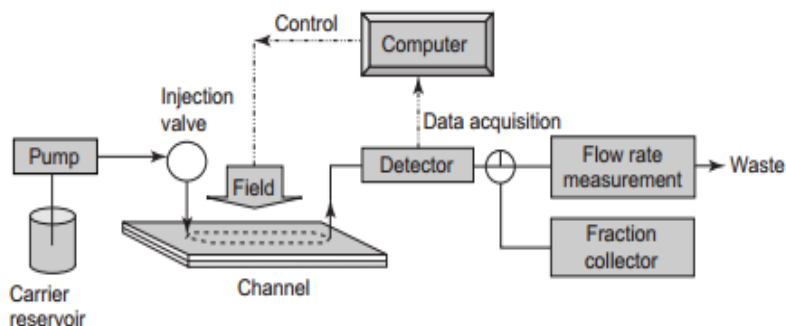 Control
Computer
Injection
valve
Data acquisition
Pump
Field
Detector
Flow rate
measurement
Waste
Fraction
collector
Channel
Carrier
reservoir